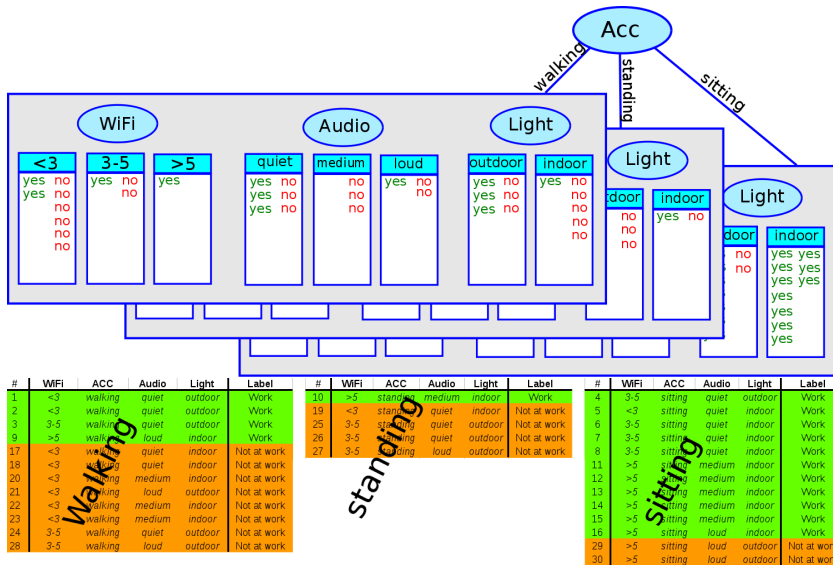 Acc
walking
standing
sitting
WiFi
Audio
Light
Light
Light
<3 3-5 >5
yes no yes no yes
yes no no
no
no
no
no
quiet medium loud
yes no no yes no
yes no no no
yes no no
outdoor indoor
yes no yes no
yes no no
yes no no
no
no
indoor
no yes no
no
no
indoor
no yes yes
no yes yes
yes yes
yes
yes
yes
yes
# WiFi ACC Audio Light Label
1 <3 walking quiet outdoor Work
2 <3 walking quiet outdoor Work
3 3-5 walking quiet outdoor Work
9 >5 walking loud indoor Work
17 <3 walking quiet indoor Not at work
18 <3 walking quiet indoor Not at work
20 <3 walking medium indoor Not at work
21 <3 walking loud outdoor Not at work
22 <3 walking medium indoor Not at work
23 <3 walking medium indoor Not at work
24 3-5 walking quiet outdoor Not at work
28 3-5 walking loud outdoor Not at work
Walking
# WiFi ACC Audio Light Label
10 >5 standing medium indoor Work
19 <3 standing quiet indoor Not at work
25 3-5 standing quiet outdoor Not at work
26 3-5 standing quiet outdoor Not at work
27 3-5 standing loud outdoor Not at work
standing
# WiFi ACC Audio Light Label
4 3-5 sitting quiet outdoor Work
5 <3 sitting quiet indoor Work
6 3-5 sitting quiet indoor Work
7 3-5 sitting quiet indoor Work
8 3-5 sitting quiet indoor Work
11 >5 sitting medium indoor Work
12 >5 sitting medium indoor Work
13 >5 sitting medium indoor Work
14 >5 sitting medium indoor Work
15 >5 sitting medium indoor Work
16 >5 sitting loud indoor Work
29 >5 sitting loud outdoor Not at work
30 >5 sitting loud outdoor Not at work
sitting